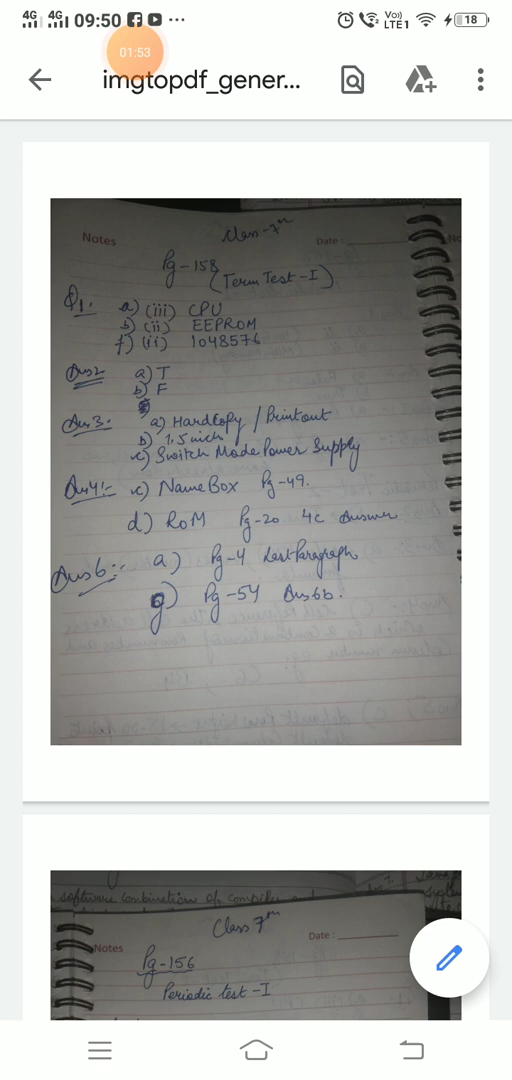 4G 4G 09:50 ... Vo)) LTE1 18
01:53
imgtopdf_gener...
Class-7th
Notes Date:
Pg-158
(Term Test-I)
Q1. a) (iii) CPU
b) (ii) EEPROM
f) (ii) 1048576
Ans2 a) T
b) F
Ans3. a) Hardcopy / Printout
b) 1.5 inch
c) Switch Mode Power Supply
Ans4:- c) Name Box Pg-49.
d) ROM Pg-20 4c Answer
Ans6:- a) Pg-4 Last Paragraph
g) Pg-54 Ans6b.
software combination of
Class 7th
Notes Date:
Pg-156
Periodic test-I